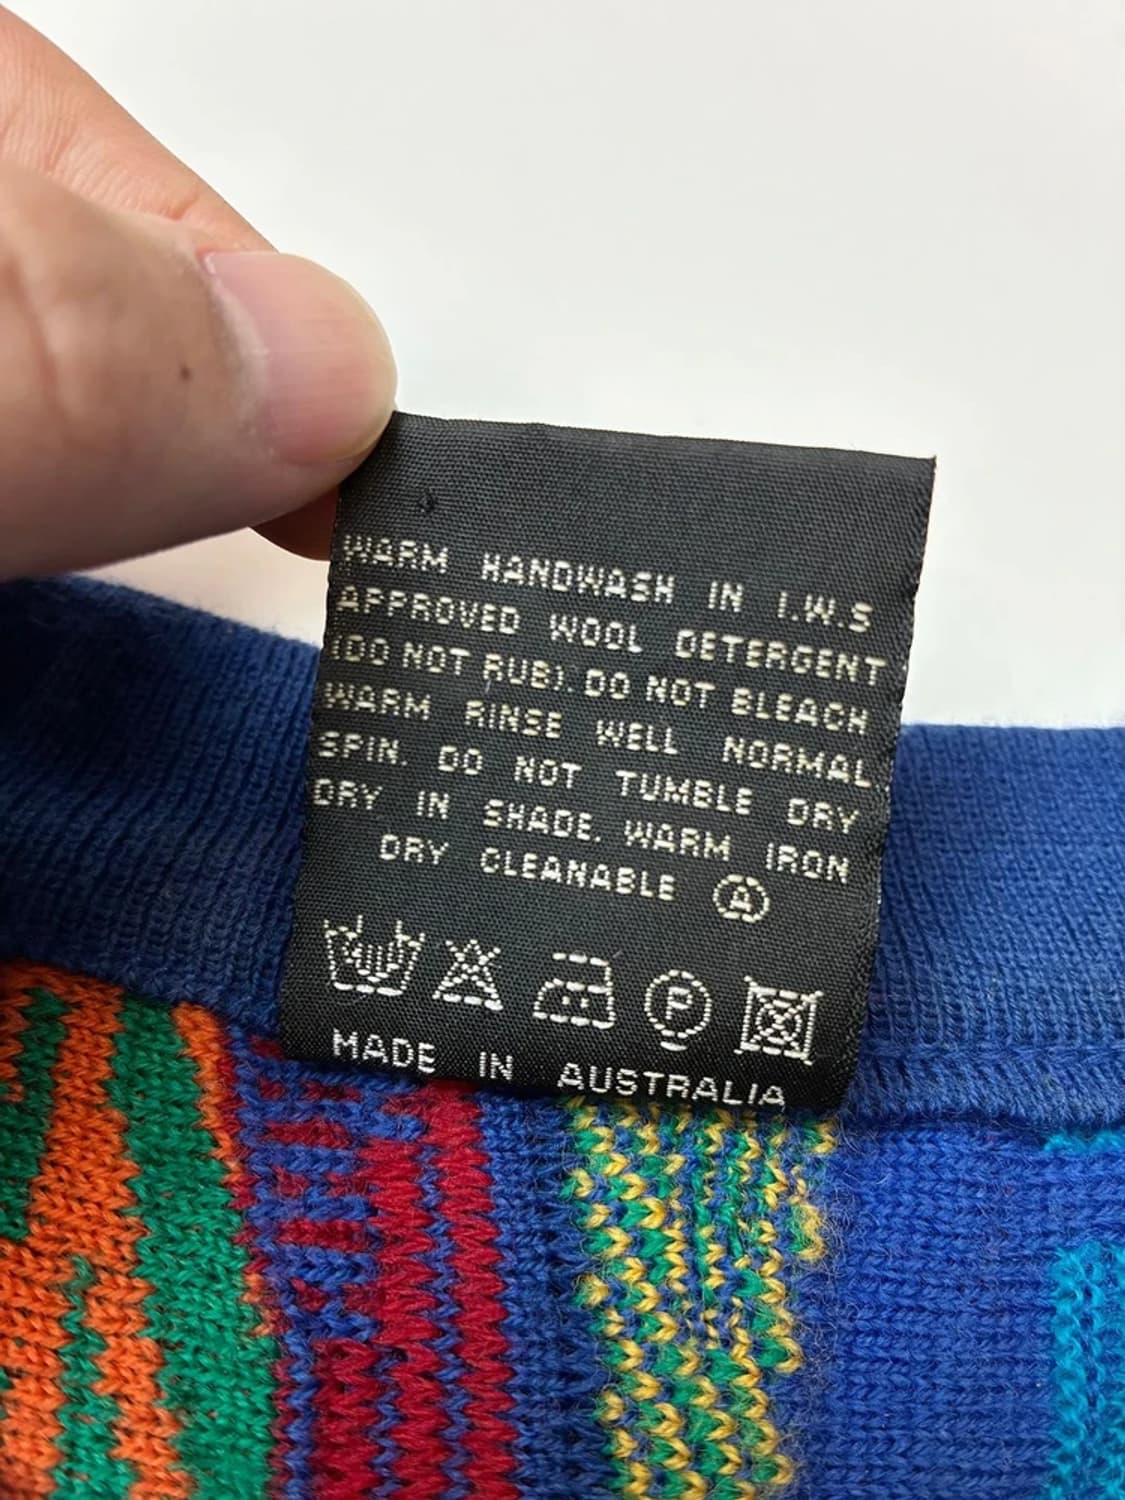 WARM HANDWASH IN I.W.S
APPROVED WOOL DETERGENT
(DO NOT RUB). DO NOT BLEACH
WARM RINSE WELL NORMAL
SPIN. DO NOT TUMBLE DRY
DRY IN SHADE. WARM IRON
DRY CLEANABLE Ⓐ
P
MADE IN AUSTRALIA